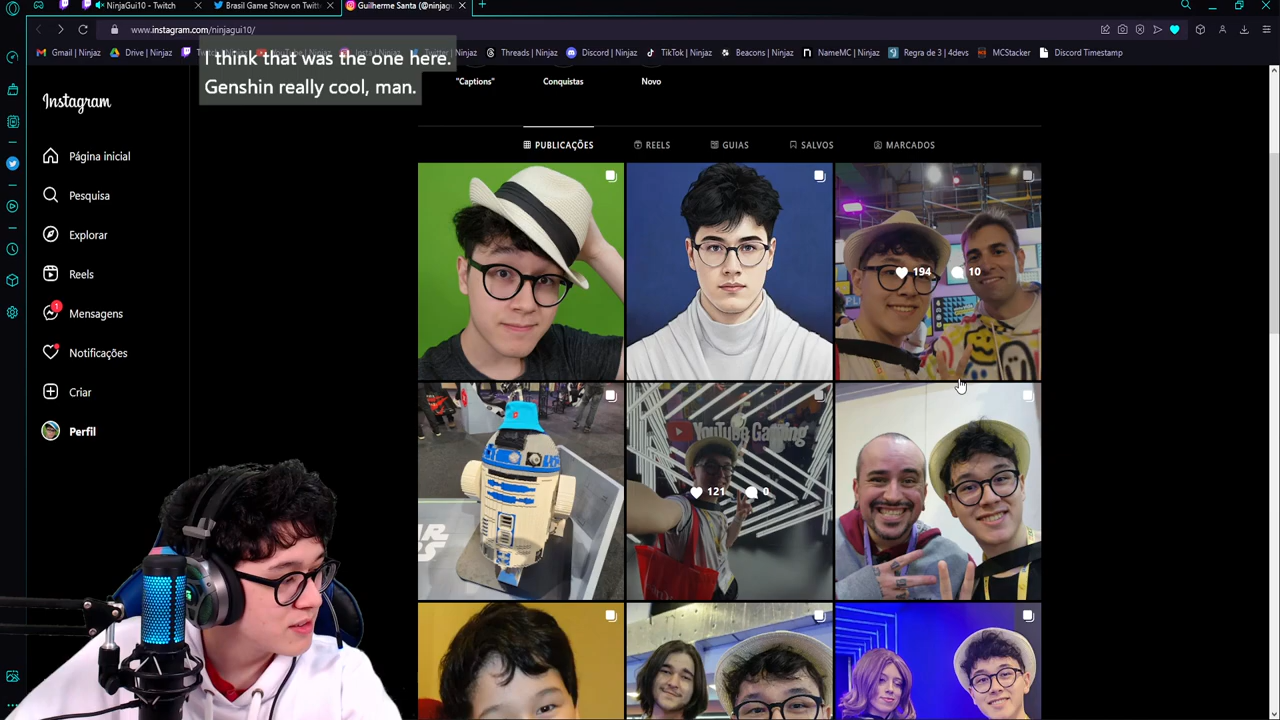 NinjaGui10 - Twitch
Brasil Game Show on Twitt
Guilherme Santa (@ninjag
www.instagram.com/ninjagui10/
Gmail | Ninjaz
Drive | Ninjaz
Threads | Ninjaz
Discord | Ninjaz
TikTok | Ninjaz
Beacons | Ninjaz
NameMC | Ninjaz
Regra de 3 | 4devs
MCStacker
Discord Timestamp
I think that was the one here.
Genshin really cool, man.
"Captions"
Conquistas
Novo
Instagram
Página inicial
Pesquisa
Explorar
Reels
1
Mensagens
Notificações
Criar
Perfil
PUBLICAÇÕES
REELS
GUIAS
SALVOS
MARCADOS
194
10
YouTube Gaming
121
0